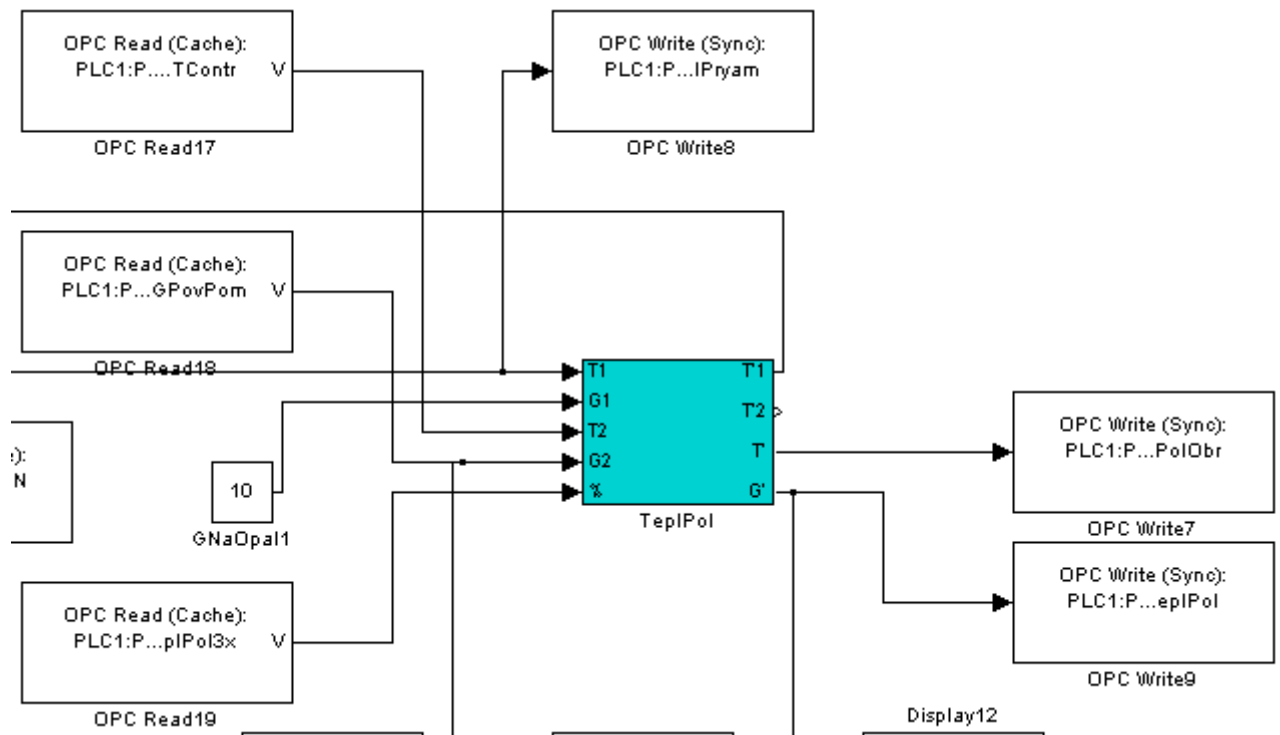 OPC Read (Cache):
PLC1:P....TContr
V
OPC Read17
OPC Write (Sync):
PLC1:P...lPryam
OPC Write8
OPC Read (Cache):
PLC1:P...GPovPom
V
OPC Read18
e):
N
10
GNaOpal1
T1
G1
T2
G2
%
T'1
T'2
T'
G'
TeplPol
OPC Write (Sync):
PLC1:P...PolObr
OPC Write7
OPC Write (Sync):
PLC1:P...eplPol
OPC Write9
OPC Read (Cache):
PLC1:P...plPol3x
V
OPC Read19
Display12